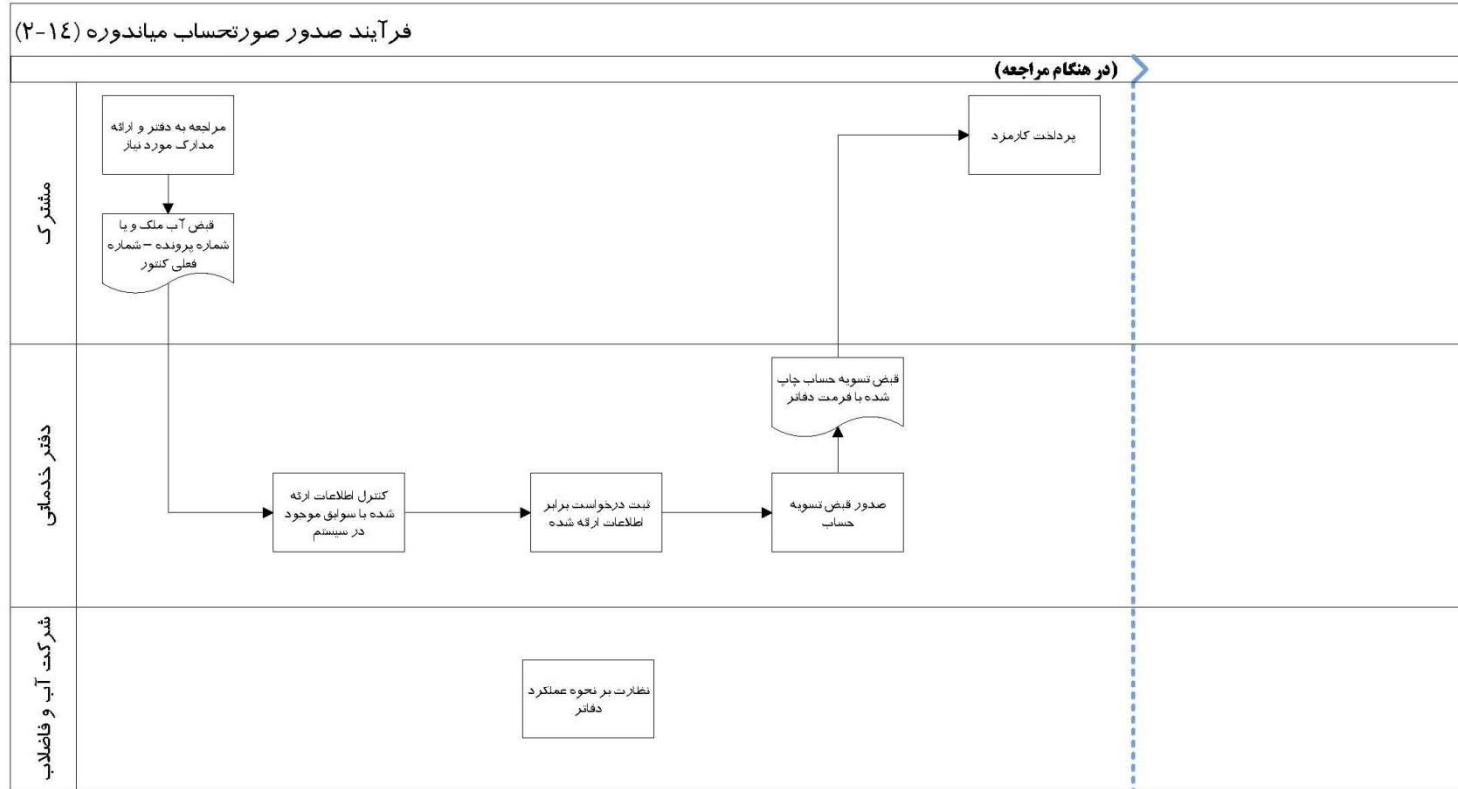 فرآیند صدور صورتحساب میاندوره (۲-۱٤)
(در هنگام مراجعه)
مشترک
مراجعه به دفتر و ارائه
مدارک مورد نیاز
قبض آب ملک و یا
شماره پرونده – شماره
فعلی کنتور
پرداخت کارمزد
دفتر خدماتی
قبض تسویه حساب چاپ
شده با فرمت دفاتر
کنترل اطلاعات ارئه
شده با سوابق موجود
در سیستم
ثبت درخواست برابر
اطلاعات ارائه شده
صدور قبض تسویه
حساب
شرکت آب و فاضلاب
نظارت بر نحوه عملکرد
دفاتر